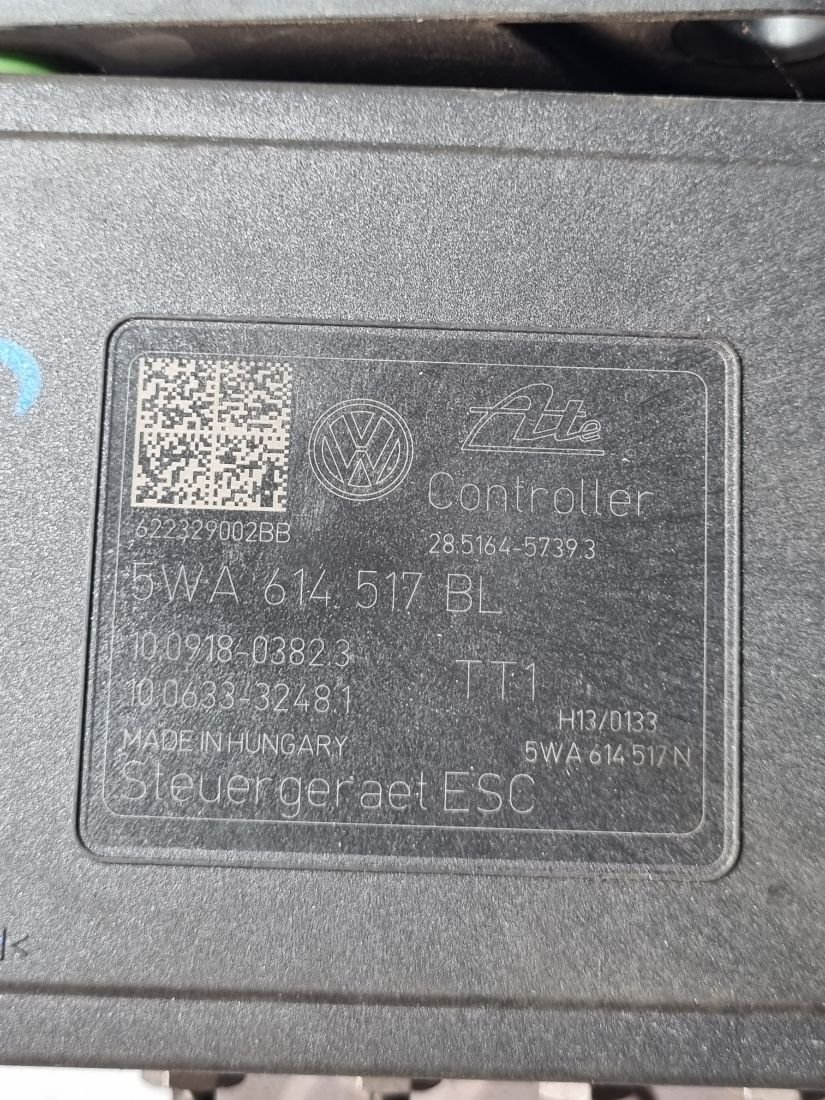 Ate
Controller
622329002BB
28.5164-5739.3
5WA 614 517 BL
10.0918-0382.3
TT1
10.0633-3248.1
H13/0133
MADE IN HUNGARY
5WA 614 517 N
Steuergeraet ESC